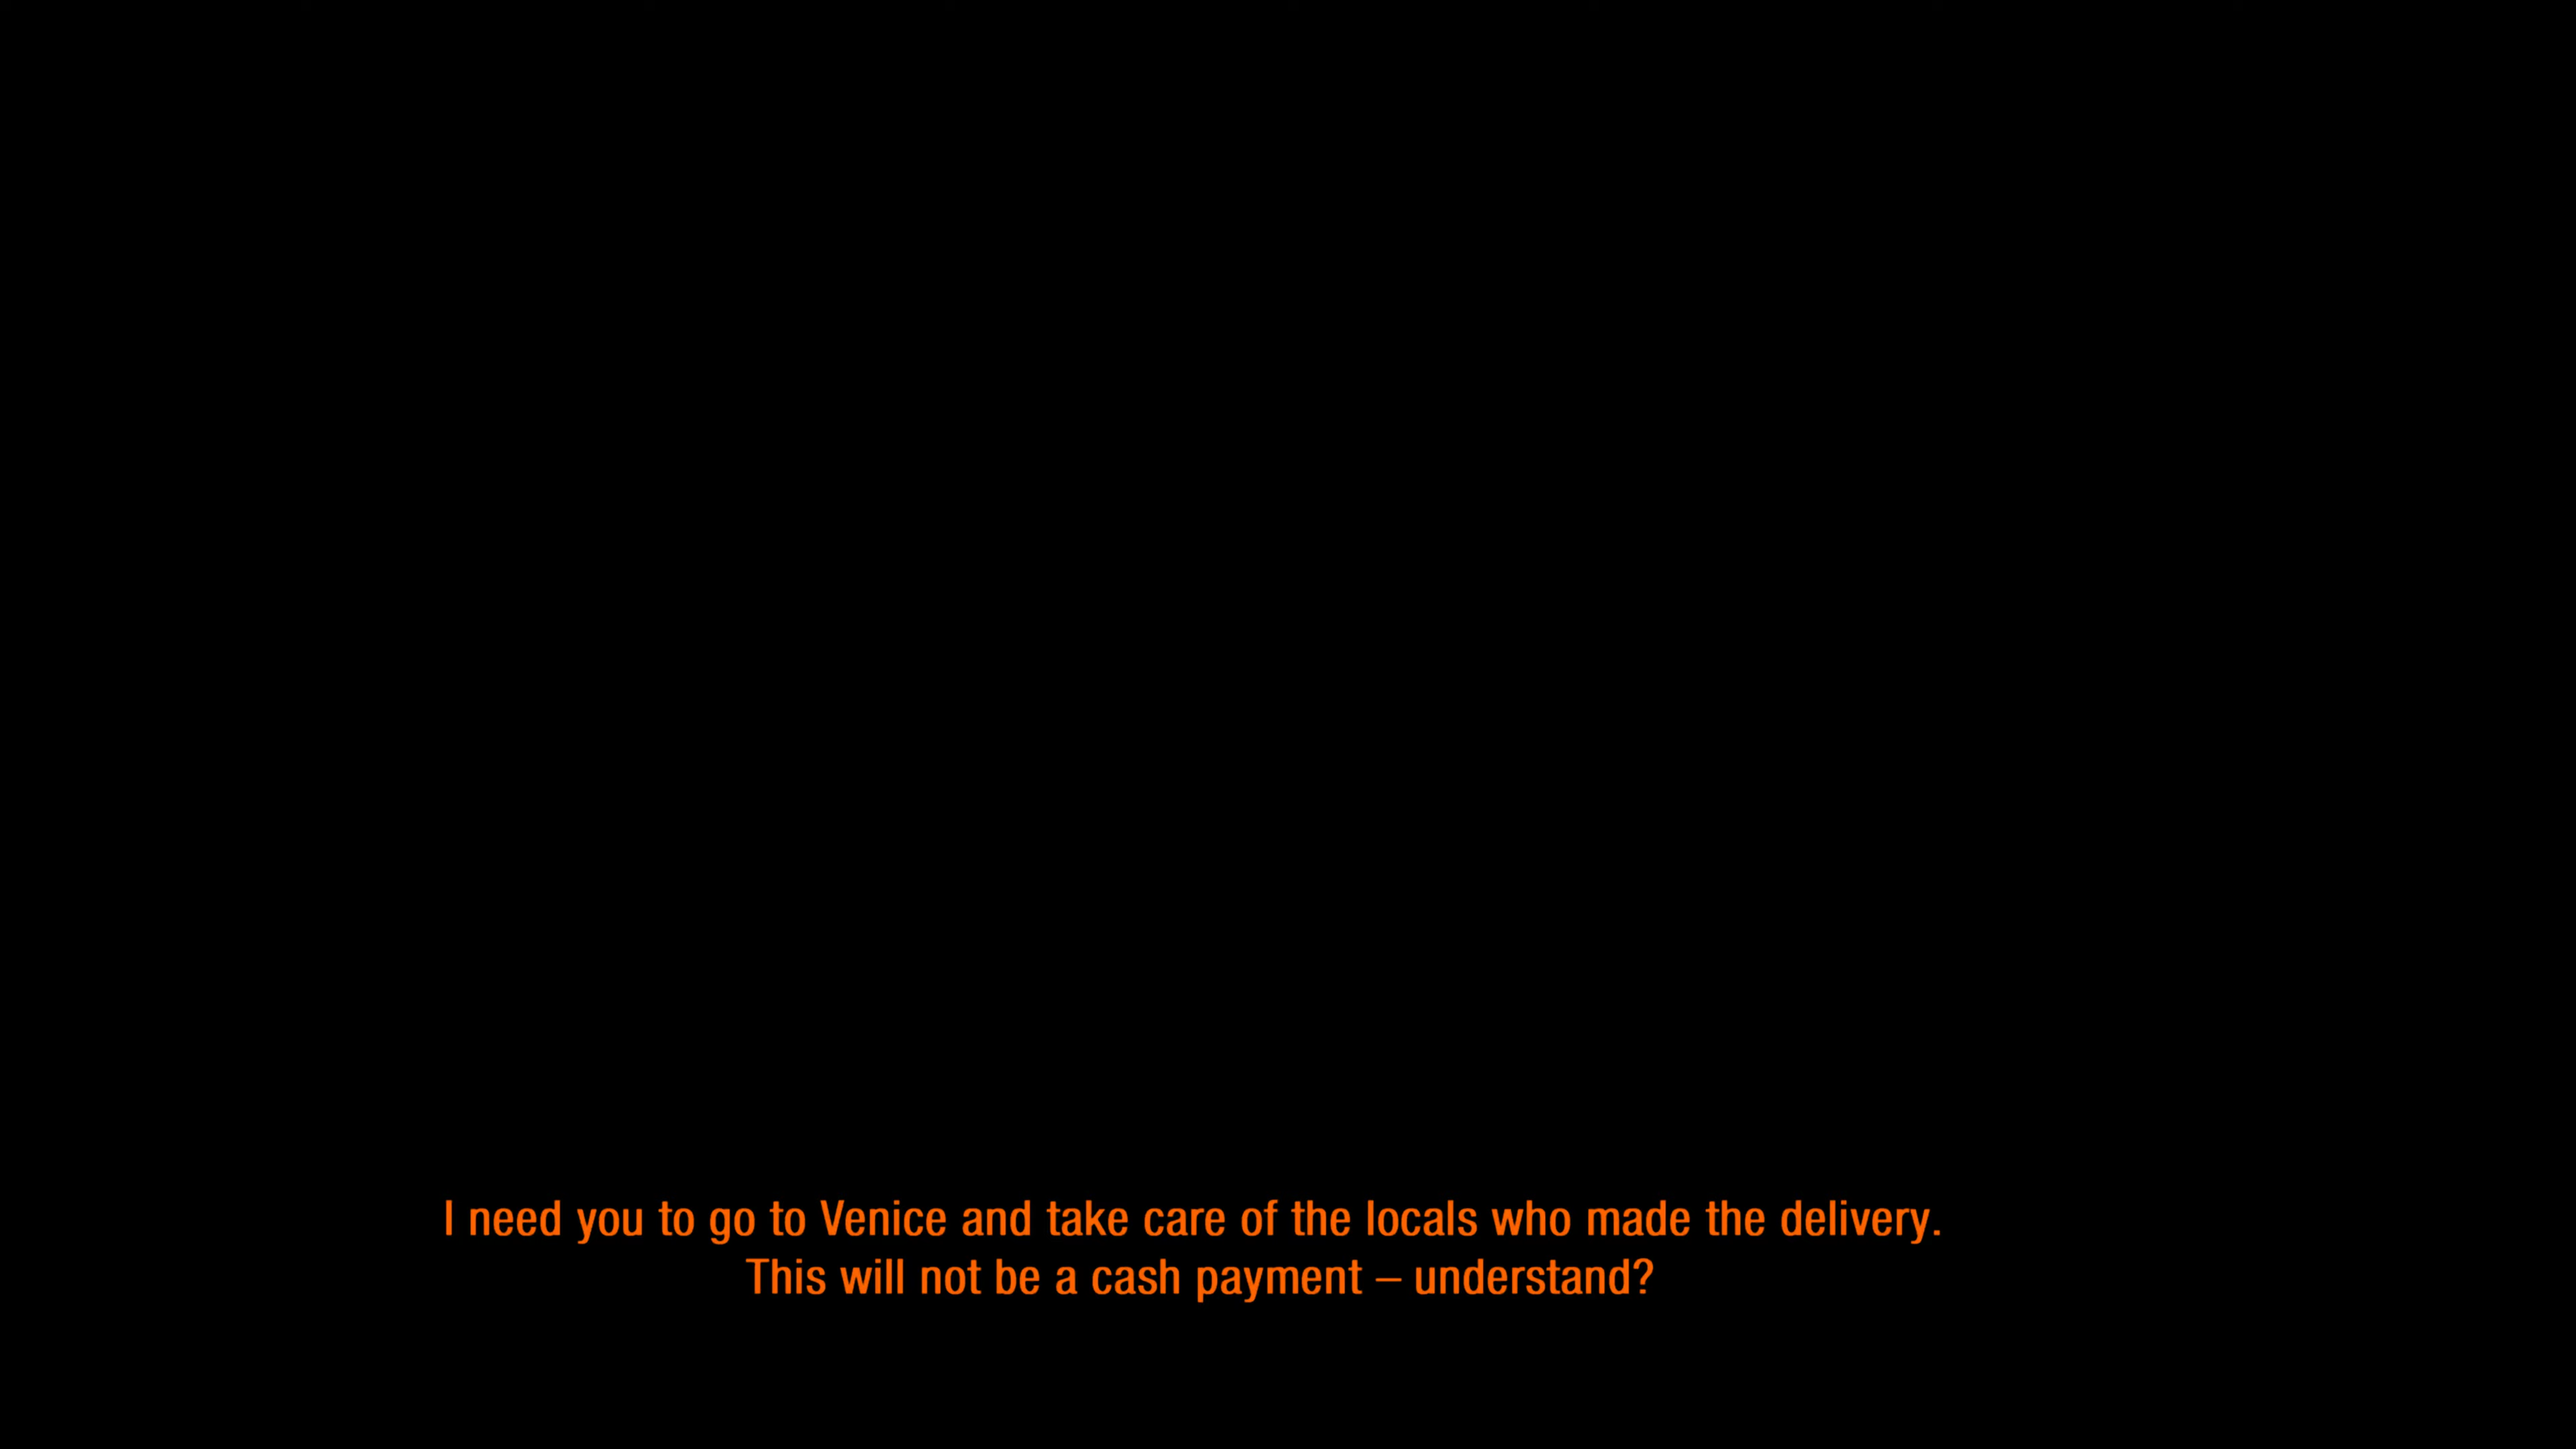 I need you to go to Venice and take care of the locals who made the delivery.
This will not be a cash payment – understand?